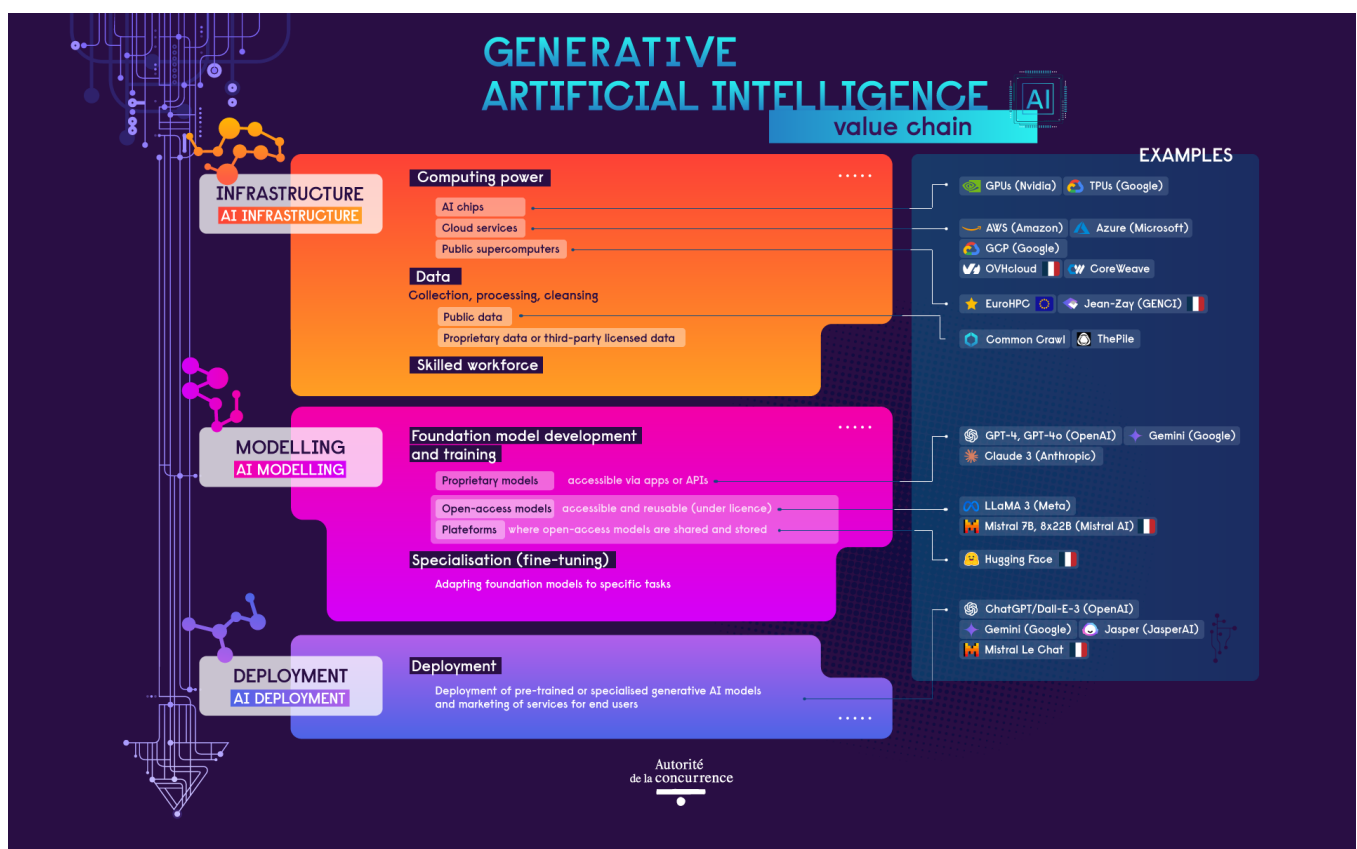 GENERATIVE
ARTIFICIAL INTELLIGENCE
AI
value chain
INFRASTRUCTURE
AI INFRASTRUCTURE
Computing power
AI chips
Cloud services
Public supercomputers
Data
Collection, processing, cleansing
Public data
Proprietary data or third-party licensed data
Skilled workforce
MODELLING
AI MODELLING
Foundation model development
and training
Proprietary models accessible via apps or APIs
Open-access models accessible and reusable (under licence)
Plateforms where open-access models are shared and stored
Specialisation (fine-tuning)
Adapting foundation models to specific tasks
DEPLOYMENT
AI DEPLOYMENT
Deployment
Deployment of pre-trained or specialised generative AI models
and marketing of services for end users
EXAMPLES
GPUs (Nvidia) TPUs (Google)
AWS (Amazon) Azure (Microsoft)
GCP (Google)
OVHcloud CoreWeave
EuroHPC Jean-Zay (GENCI)
Common Crawl ThePile
GPT-4, GPT-4o (OpenAI) Gemini (Google)
Claude 3 (Anthropic)
LLaMA 3 (Meta)
Mistral 7B, 8x22B (Mistral AI)
Hugging Face
ChatGPT/Dall-E-3 (OpenAI)
Gemini (Google) Jasper (JasperAI)
Mistral Le Chat
Autorité
de la concurrence